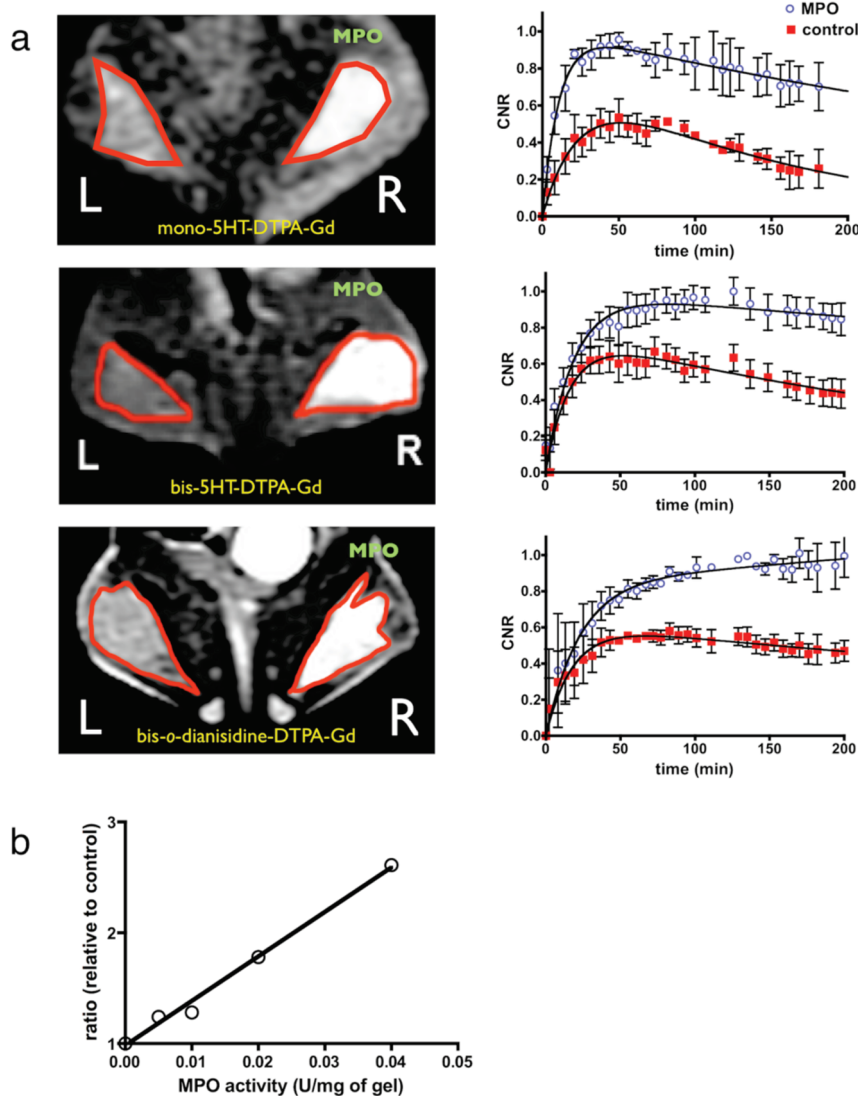 a
MPO
L
R
mono-5HT-DTPA-Gd
MPO
control
CNR
1.0
0.8
0.6
0.4
0.2
0.0
0 50 100 150 200
time (min)
MPO
L
R
bis-5HT-DTPA-Gd
CNR
1.0
0.8
0.6
0.4
0.2
0.0
0 50 100 150 200
time (min)
MPO
L
R
bis-o-dianisidine-DTPA-Gd
CNR
1.0
0.8
0.6
0.4
0.2
0.0
0 50 100 150 200
time (min)
b
ratio (relative to control)
3
2
1
0.00 0.01 0.02 0.03 0.04 0.05
MPO activity (U/mg of gel)